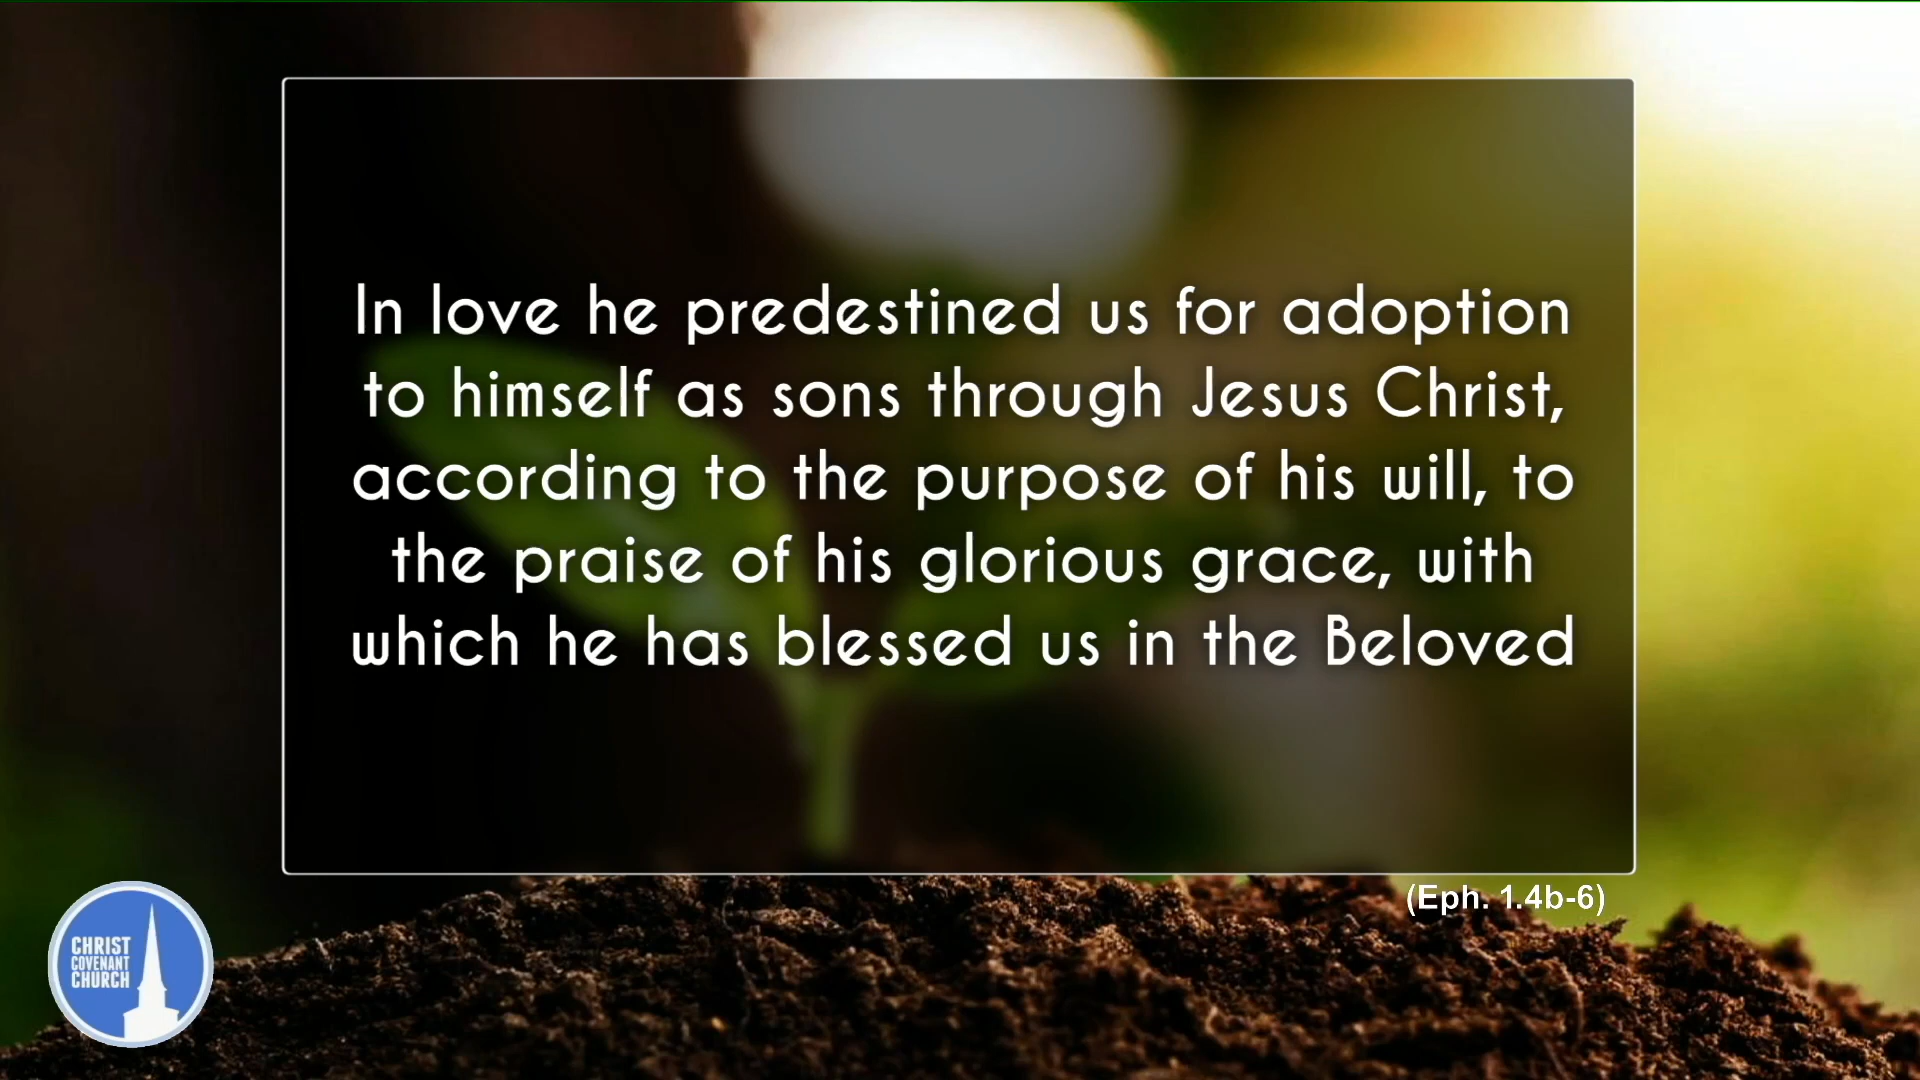 In love he predestined us for adoption
to himself as sons through Jesus Christ,
according to the purpose of his will, to
the praise of his glorious grace, with
which he has blessed us in the Beloved
(Eph. 1.4b-6)
CHRIST
COVENANT
CHURCH